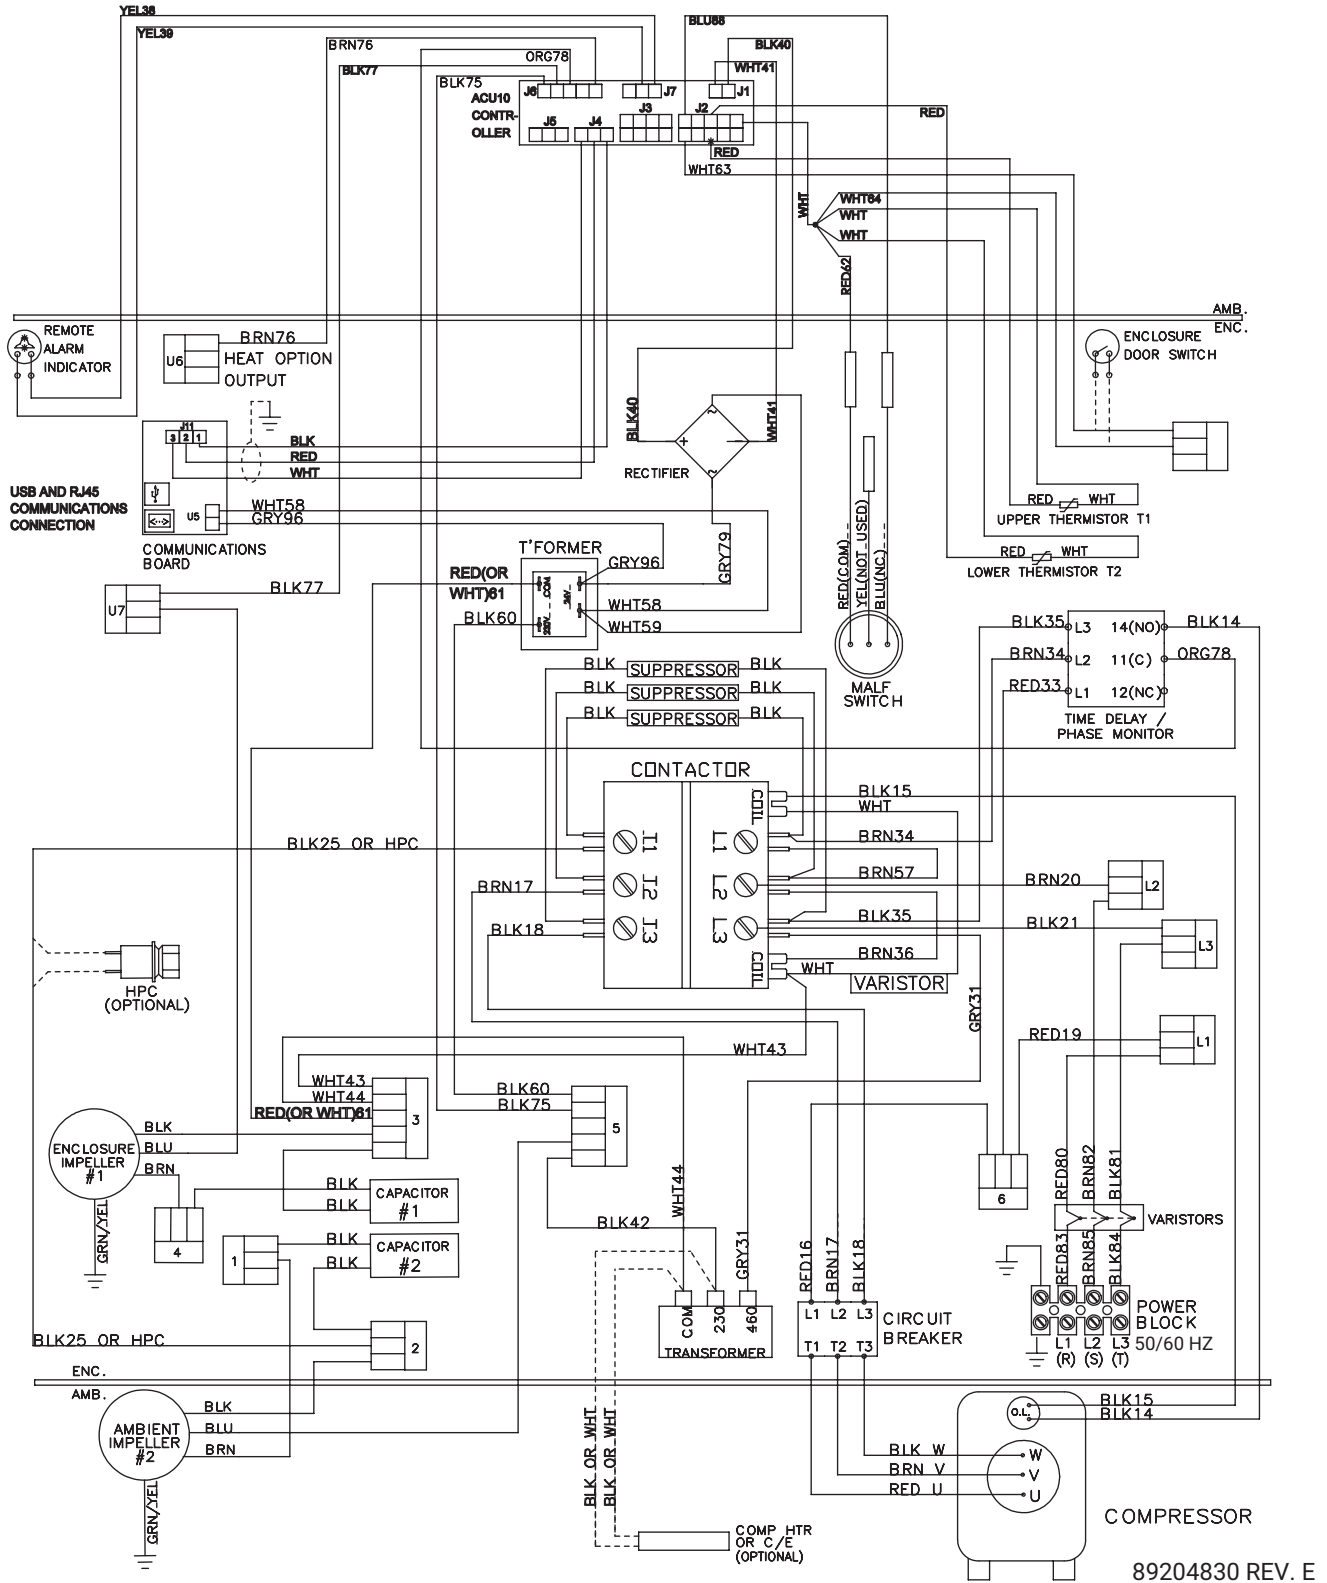 YEL38
YEL39
BRN76
BLK77
BLK75
ORG78
BLU68
BLK40
WHT41
J6
J7
J1
ACU10
CONTR-
OLLER
J5
J4
J3
J2
RED
RED
WHT63
WHT
WHT64
WHT
WHT
RED62
AMB.
ENC.
REMOTE
ALARM
INDICATOR
U6
BRN76
HEAT OPTION
OUTPUT
ENCLOSURE
DOOR SWITCH
J11
3 2 1
BLK
RED
WHT
BLK40
WHT41
+
~
~
−
RECTIFIER
USB AND RJ45
COMMUNICATIONS
CONNECTION
U5
WHT58
GRY96
COMMUNICATIONS
BOARD
RED WHT
UPPER THERMISTOR T1
RED WHT
LOWER THERMISTOR T2
T'FORMER
GRY96
GRY79
RED(OR
WHT)61
COM
24V
230V
BLK60
WHT58
WHT59
BLK77
U7
RED(COM)
YEL(NOT USED)
BLU(NC)
MALF
SWITCH
BLK35 L3 14(NO) BLK14
BRN34 L2 11(C) ORG78
RED33 L1 12(NC)
TIME DELAY /
PHASE MONITOR
BLK SUPPRESSOR BLK
BLK SUPPRESSOR BLK
BLK SUPPRESSOR BLK
CONTACTOR
COIL
BLK15
WHT
BLK25 OR HPC
T1
L1
BRN34
BRN57
BRN17
T2
L2
BRN20
L2
BLK18
T3
L3
BLK35
BLK21
L3
BRN36
COIL
WHT
VARISTOR
HPC
(OPTIONAL)
GRY31
RED19
L1
WHT43
WHT43
WHT44
RED(OR WHT)61
3
BLK60
BLK75
5
ENCLOSURE
IMPELLER
#1
BLK
BLU
BRN
GRN/YEL
4
BLK
BLK
CAPACITOR
#1
1
BLK
BLK
CAPACITOR
#2
WHT44
BLK42
GRY31
RED16
BRN17
BLK18
6
RED80
BRN82
BLK81
VARISTORS
RED83
BRN85
BLK84
BLK25 OR HPC
2
COM
230
460
TRANSFORMER
L1 L2 L3
T1 T2 T3
CIRCUIT
BREAKER
POWER
BLOCK
50/60 HZ
L1 L2 L3
(R) (S) (T)
ENC.
AMB.
AMBIENT
IMPELLER
#2
BLK
BLU
BRN
GRN/YEL
BLK OR WHT
BLK OR WHT
COMP HTR
OR C/E
(OPTIONAL)
O.L.
BLK15
BLK14
BLK W W
BRN V V
RED U U
COMPRESSOR
89204830 REV. E